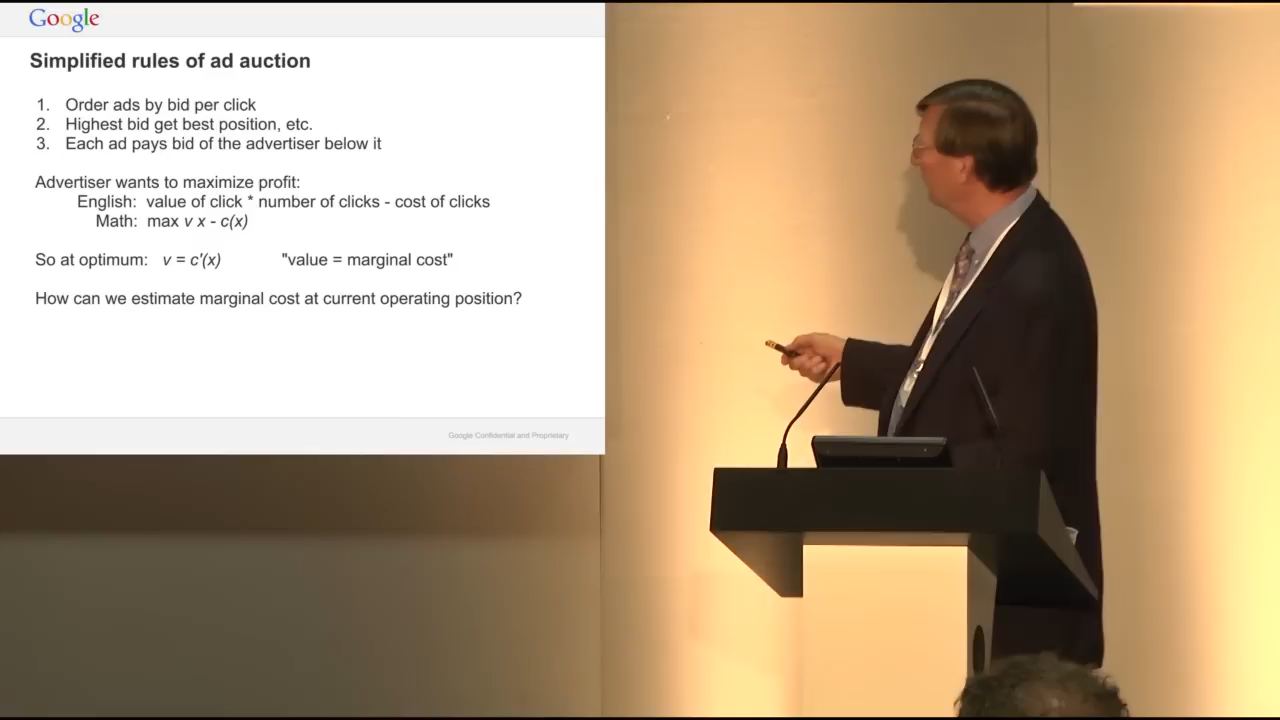 Google
Simplified rules of ad auction
1. Order ads by bid per click
2. Highest bid get best position, etc.
3. Each ad pays bid of the advertiser below it
Advertiser wants to maximize profit:
English: value of click * number of clicks - cost of clicks
Math: max v x - c(x)
So at optimum: v = c'(x) "value = marginal cost"
How can we estimate marginal cost at current operating position?
Google Confidential and Proprietary